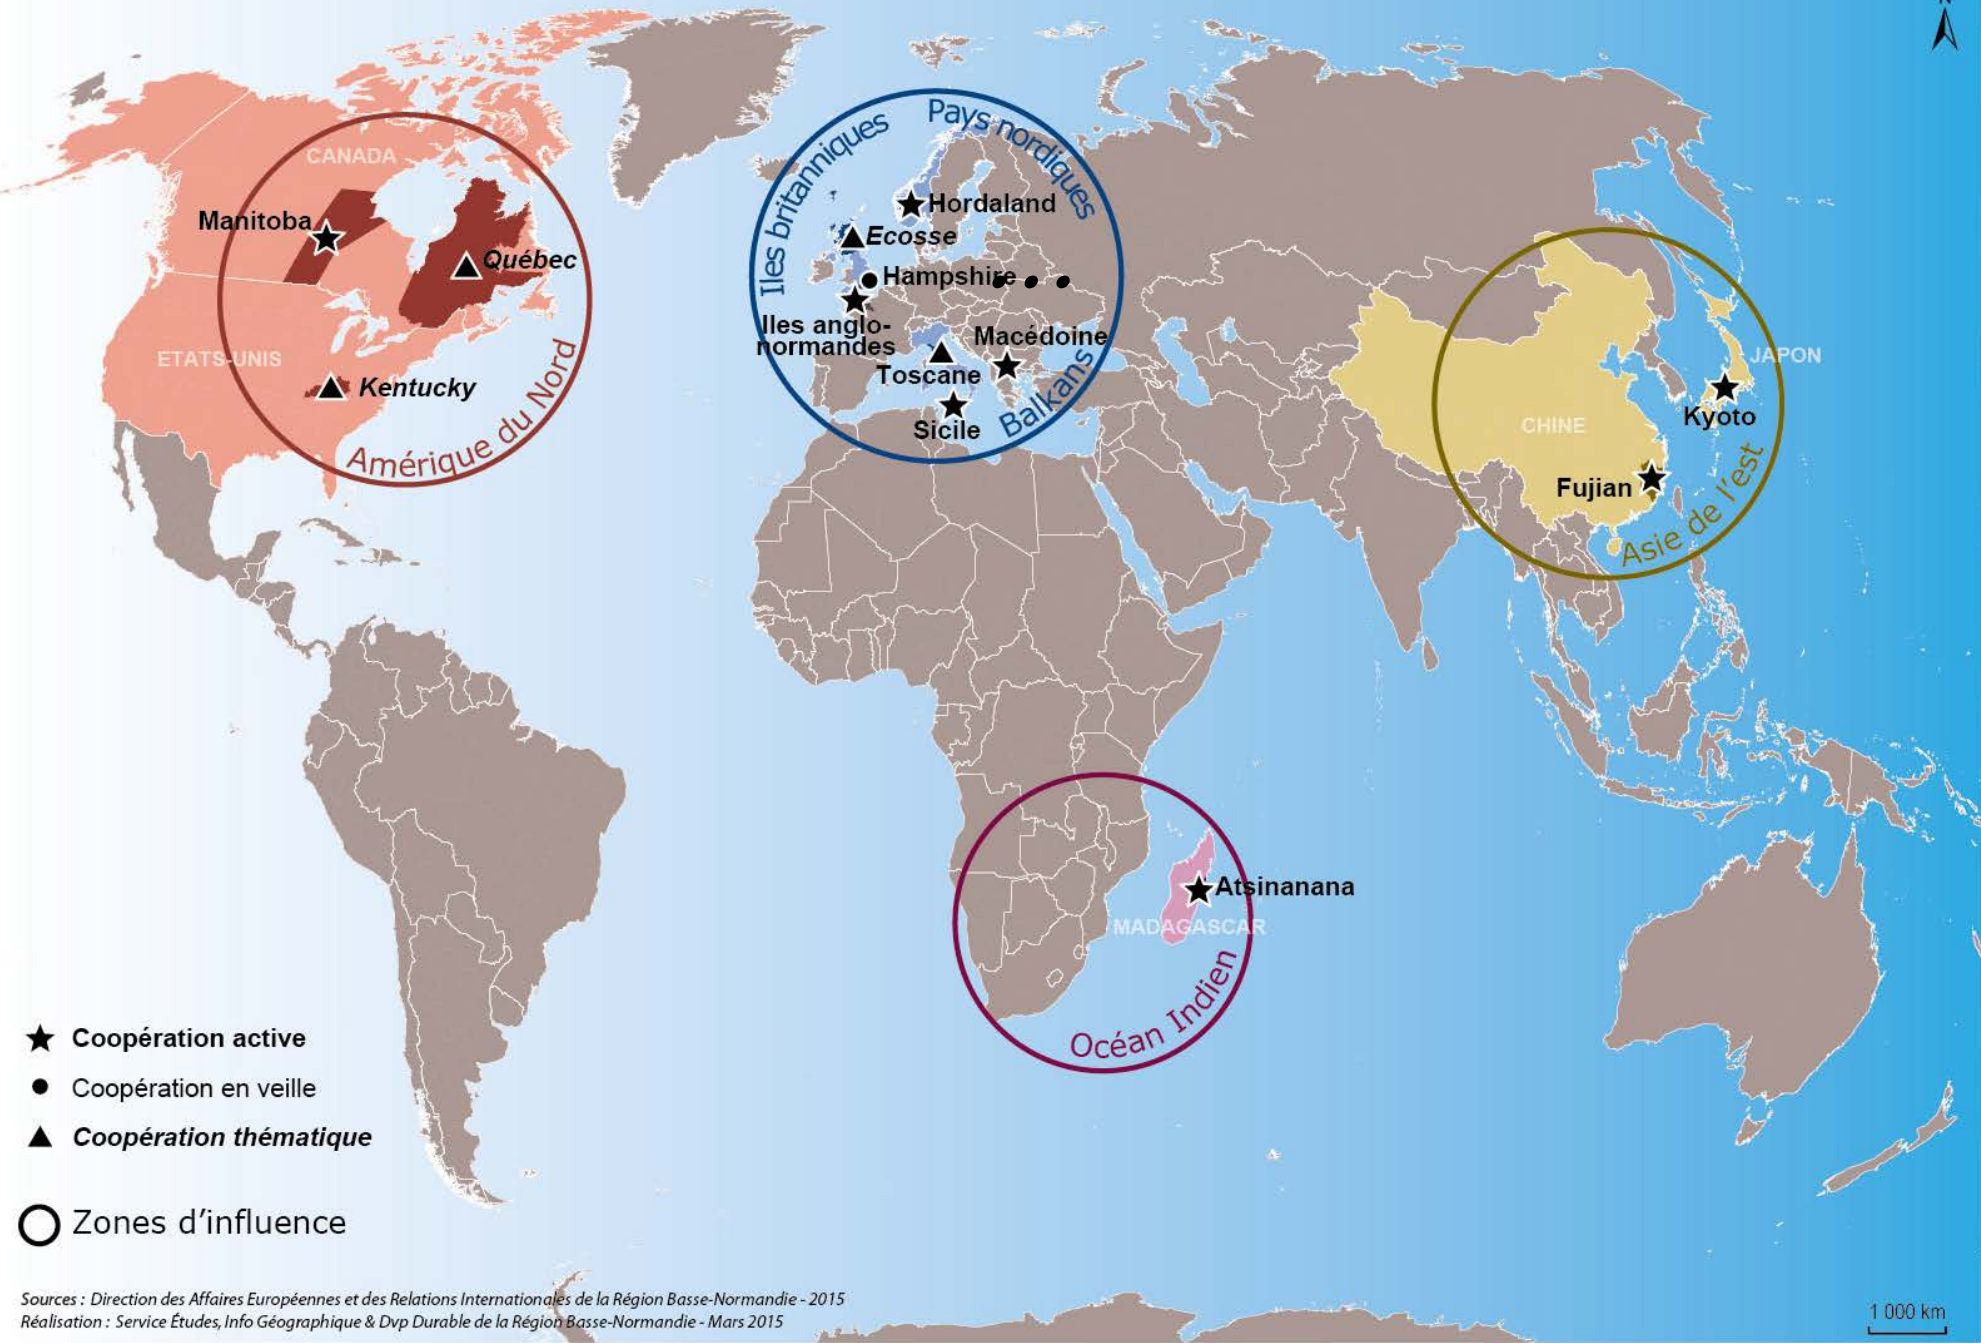 N
Iles britanniques
Pays nordiques
CANADA
Manitoba
Québec
ETATS-UNIS
Kentucky
Amérique du Nord
Hordaland
Ecosse
Hampshire
Iles anglo-
normandes
Macédoine
Toscane
Sicile
Balkans
JAPON
Kyoto
CHINE
Fujian
Asie de l'est
Atsinanana
MADAGASCAR
Océan Indien
Coopération active
Coopération en veille
Coopération thématique
Zones d'influence
Sources : Direction des Affaires Européennes et des Relations Internationales de la Région Basse-Normandie - 2015
Réalisation : Service Études, Info Géographique & Dvp Durable de la Région Basse-Normandie - Mars 2015
1 000 km